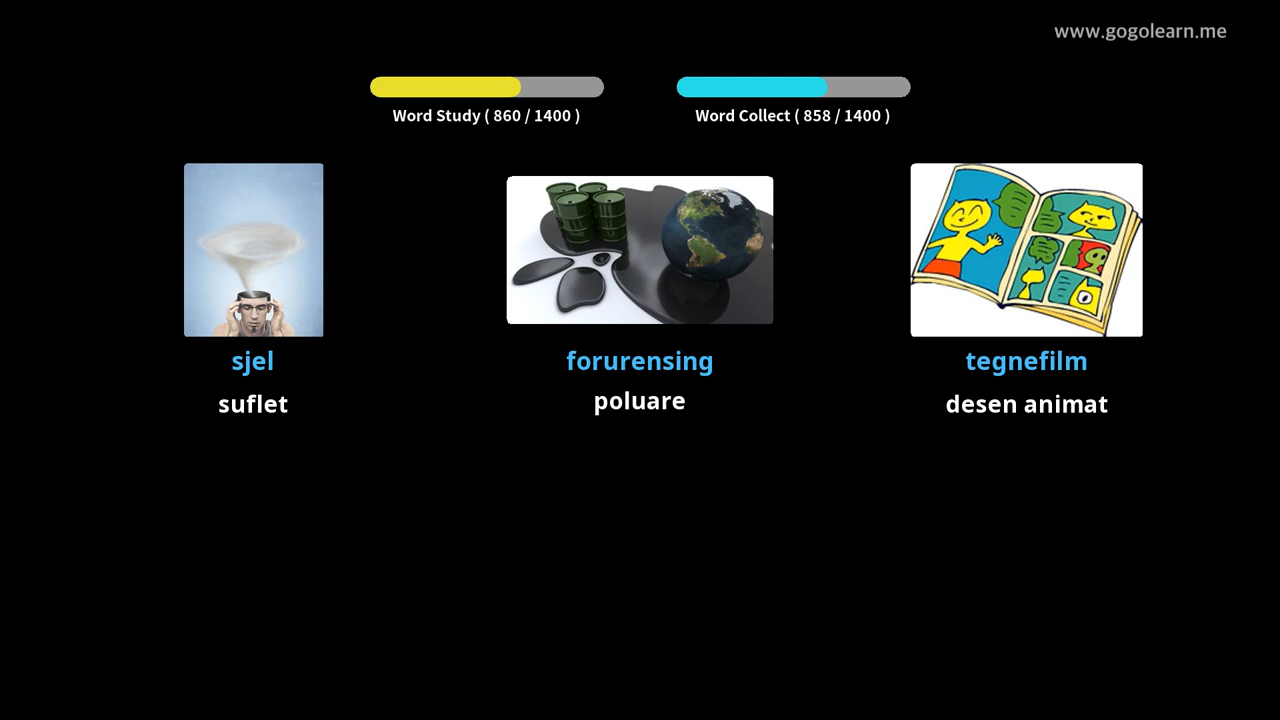 www.gogolearn.me
Word Study ( 860 / 1400 )
Word Collect ( 858 / 1400 )
sjel
forurensing
tegnefilm
suflet
poluare
desen animat